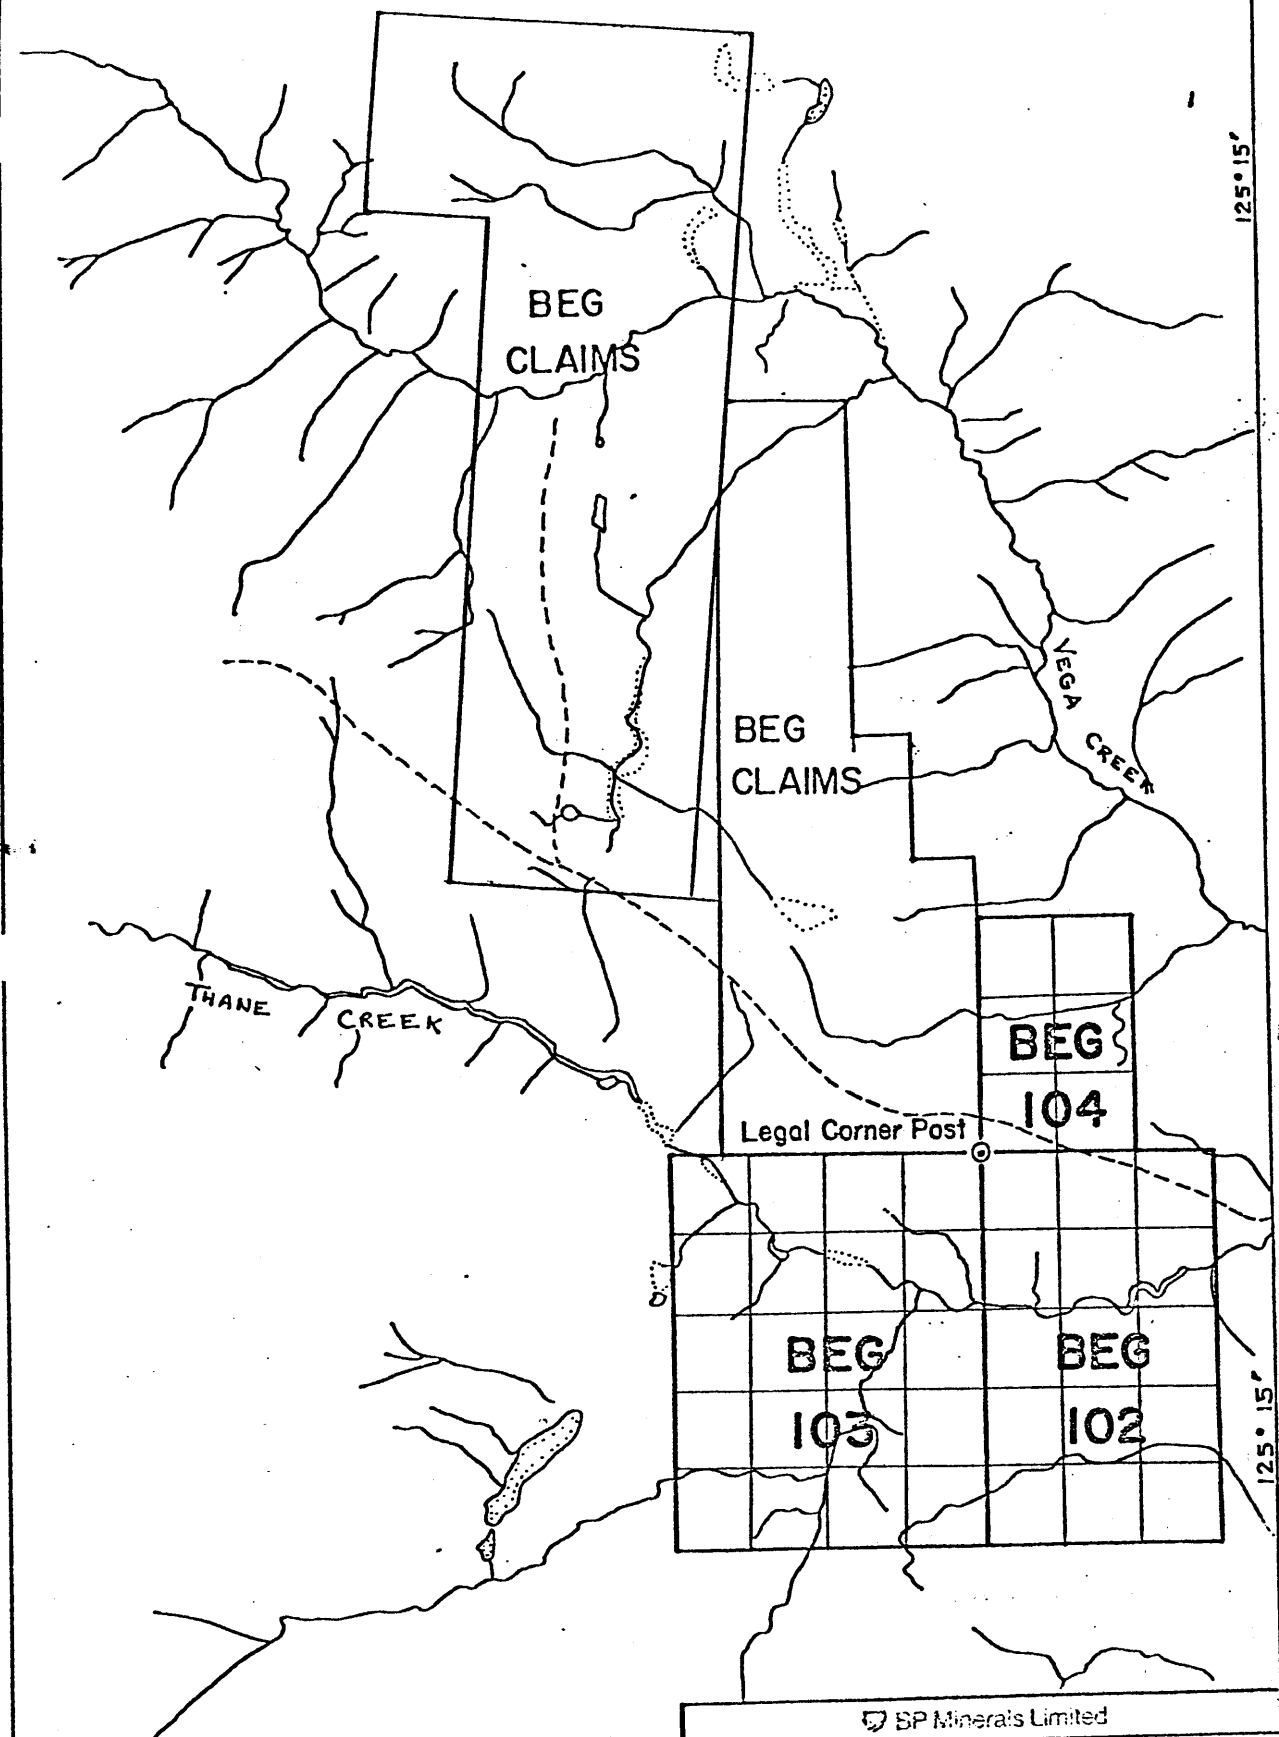 125° 15'
BEG
CLAIMS
VEGA
CREEK
BEG
CLAIMS
THANE
CREEK
BEG
104
Legal Corner Post
BEG
103
BEG
102
125° 15'
BP Minerals Limited